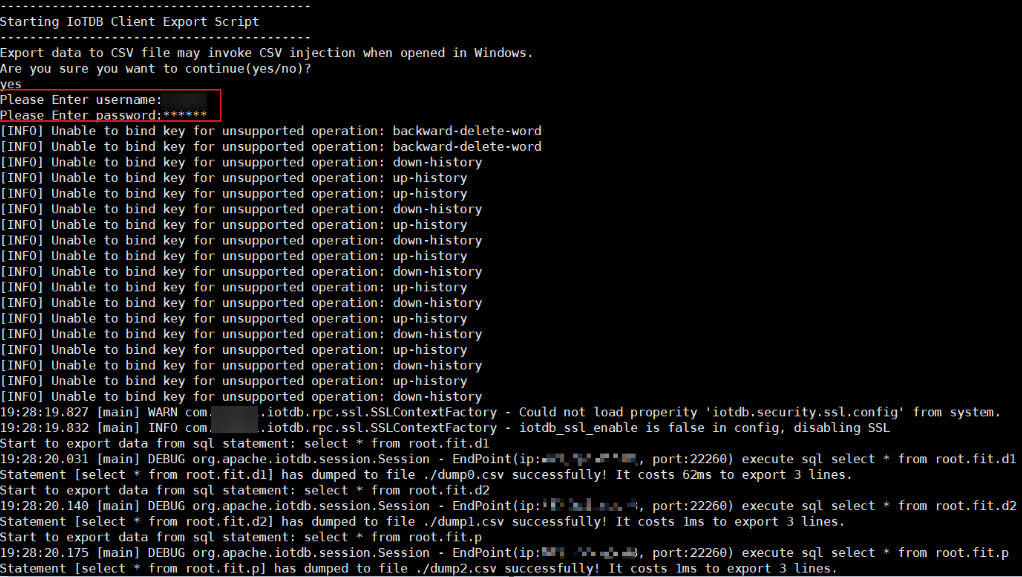 ------------------------------------------
Starting IoTDB Client Export Script
------------------------------------------
Export data to CSV file may invoke CSV injection when opened in Windows.
Are you sure you want to continue(yes/no)?
yes
Please Enter username:
Please Enter password:******
[INFO] Unable to bind key for unsupported operation: backward-delete-word
[INFO] Unable to bind key for unsupported operation: backward-delete-word
[INFO] Unable to bind key for unsupported operation: down-history
[INFO] Unable to bind key for unsupported operation: up-history
[INFO] Unable to bind key for unsupported operation: up-history
[INFO] Unable to bind key for unsupported operation: down-history
[INFO] Unable to bind key for unsupported operation: up-history
[INFO] Unable to bind key for unsupported operation: down-history
[INFO] Unable to bind key for unsupported operation: up-history
[INFO] Unable to bind key for unsupported operation: down-history
[INFO] Unable to bind key for unsupported operation: up-history
[INFO] Unable to bind key for unsupported operation: down-history
[INFO] Unable to bind key for unsupported operation: up-history
[INFO] Unable to bind key for unsupported operation: down-history
[INFO] Unable to bind key for unsupported operation: up-history
[INFO] Unable to bind key for unsupported operation: down-history
[INFO] Unable to bind key for unsupported operation: up-history
[INFO] Unable to bind key for unsupported operation: down-history
19:28:19.827 [main] WARN com. .iotdb.rpc.ssl.SSLContextFactory - Could not load properity 'iotdb.security.ssl.config' from system.
19:28:19.832 [main] INFO com. .iotdb.rpc.ssl.SSLContextFactory - iotdb_ssl_enable is false in config, disabling SSL
Start to export data from sql statement: select * from root.fit.d1
19:28:20.031 [main] DEBUG org.apache.iotdb.session.Session - EndPoint(ip: , port:22260) execute sql select * from root.fit.d1
Statement [select * from root.fit.d1] has dumped to file ./dump0.csv successfully! It costs 62ms to export 3 lines.
Start to export data from sql statement: select * from root.fit.d2
19:28:20.140 [main] DEBUG org.apache.iotdb.session.Session - EndPoint(ip: , port:22260) execute sql select * from root.fit.d2
Statement [select * from root.fit.d2] has dumped to file ./dump1.csv successfully! It costs 1ms to export 3 lines.
Start to export data from sql statement: select * from root.fit.p
19:28:20.175 [main] DEBUG org.apache.iotdb.session.Session - EndPoint(ip: , port:22260) execute sql select * from root.fit.p
Statement [select * from root.fit.p] has dumped to file ./dump2.csv successfully! It costs 1ms to export 3 lines.